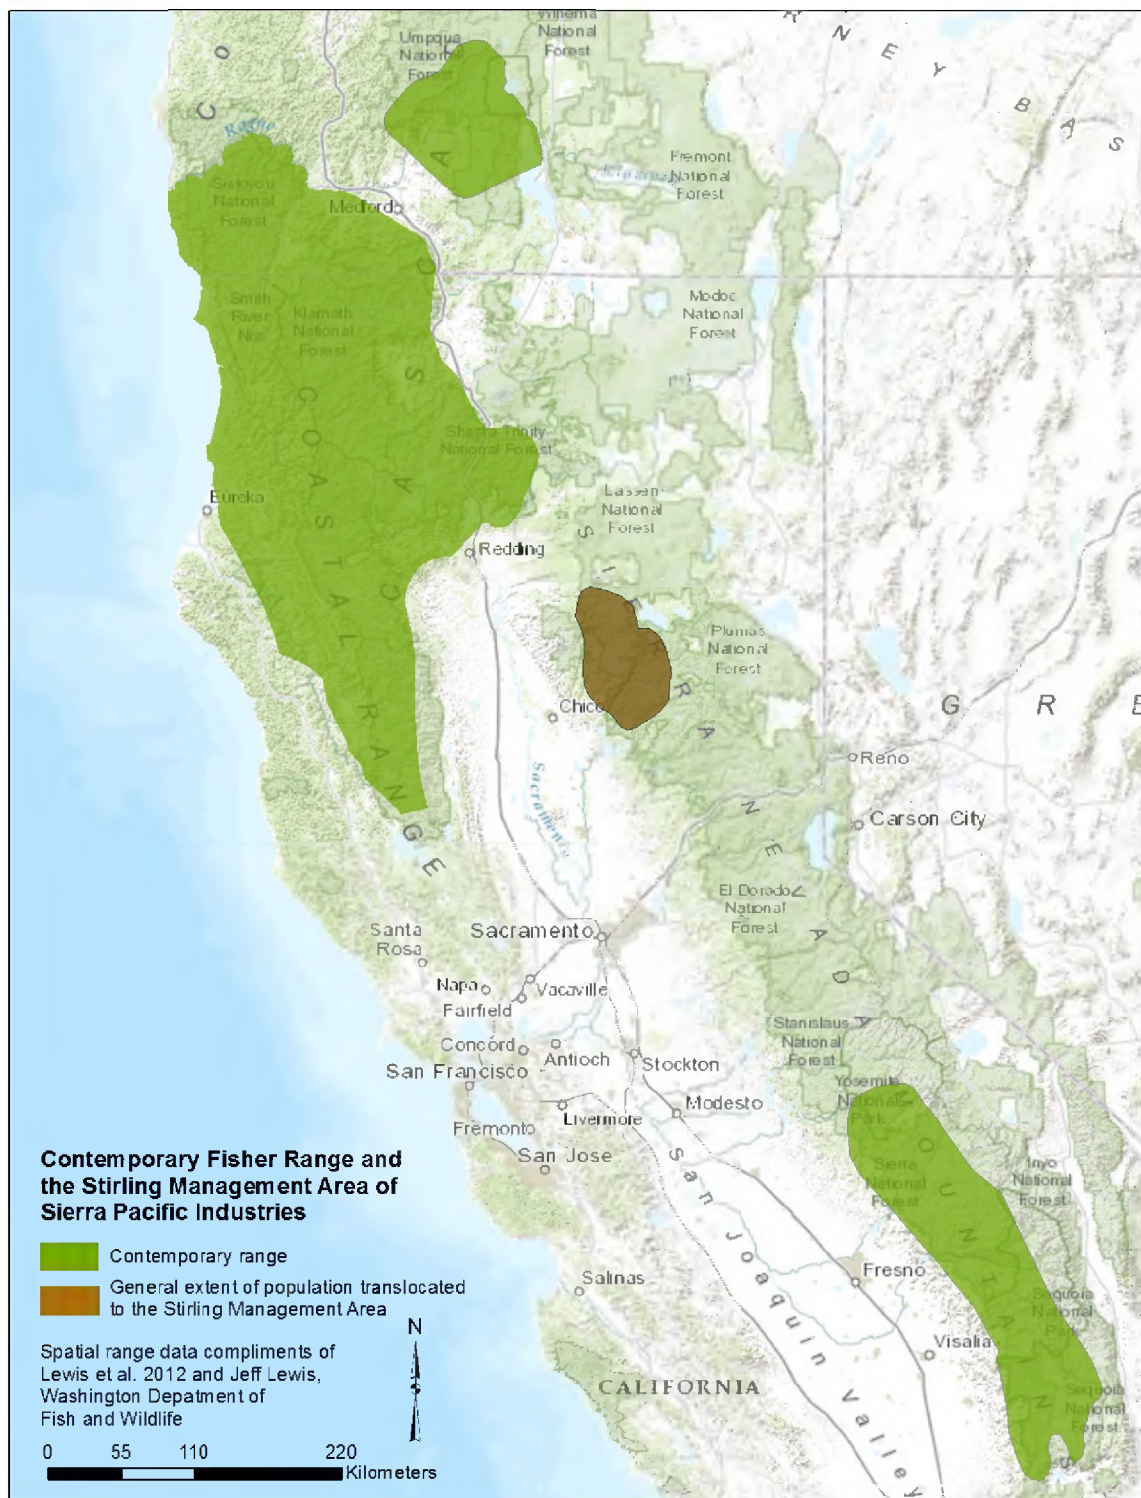 Umpqua
National
Forest
Winema
National
Forest
R N E Y B A S
C o
Rogue
Fremont
National
Forest
Klamath
Siskiyou
National
Forest
Medford
C A S C A
Smith
River
Nra
Klamath
National
Forest
Modoc
National
Forest
Shasta-Trinity
National Forest
Eureka
COASTAL RANGE
Lassen
National
Forest
Redding
SIERRA NEVADA
Plumas
National
Forest
Chico
Sacramento
G R E
Reno
Carson City
El Dorado
National
Forest
Santa
Rosa
Sacramento
Napa
Vacaville
Fairfield
Stanislaus
National
Forest
Concord
Antioch
Stockton
San Francisco
Yosemite
National
Park
Modesto
Livermore
Fremont
San Jose
Sierra
National
Forest
Inyo
National
Forest
MOUNTAINS
San Joaquin Valley
Salinas
Fresno
Sequoia
National
Park
Visalia
CALIFORNIA
Sequoia
National
Forest
Contemporary Fisher Range and
the Stirling Management Area of
Sierra Pacific Industries
Contemporary range
General extent of population translocated
to the Stirling Management Area
N
Spatial range data compliments of
Lewis et al. 2012 and Jeff Lewis,
Washington Depatment of
Fish and Wildlife
0 55 110 220
Kilometers